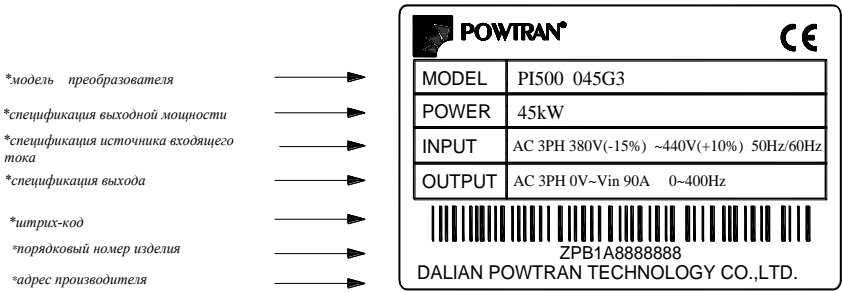 POWTRAN®
CE
*модель преобразователя
MODEL PI500 045G3
*спецификация выходной мощности
POWER 45kW
*спецификация источника входящего
тока
INPUT AC 3PH 380V(-15%) ~440V(+10%) 50Hz/60Hz
*спецификация выхода
OUTPUT AC 3PH 0V~Vin 90A 0~400Hz
*штрих-код
*порядковый номер изделия
ZPB1A8888888
*адрес производителя
DALIAN POWTRAN TECHNOLOGY CO.,LTD.